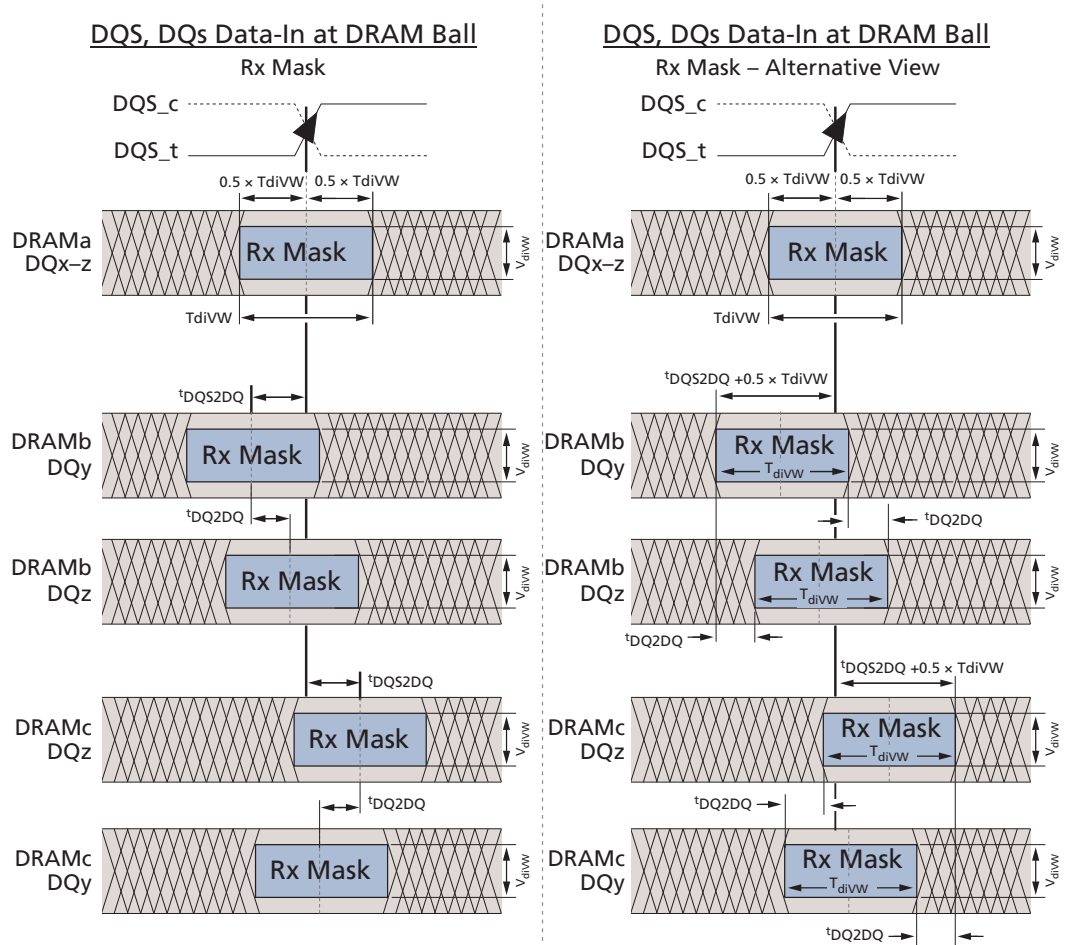 DQS, DQs Data-In at DRAM Ball
Rx Mask
DQS_c
DQS_t
0.5 × TdiVW
0.5 × TdiVW
DRAMa
DQx–z
Rx Mask
VdiVW
TdiVW
tDQS2DQ
DRAMb
DQy
Rx Mask
VdiVW
tDQ2DQ
DRAMb
DQz
Rx Mask
VdiVW
tDQS2DQ
DRAMc
DQz
Rx Mask
VdiVW
tDQ2DQ
DRAMc
DQy
Rx Mask
VdiVW
DQS, DQs Data-In at DRAM Ball
Rx Mask – Alternative View
DQS_c
DQS_t
0.5 × TdiVW
0.5 × TdiVW
DRAMa
DQx–z
Rx Mask
VdiVW
TdiVW
tDQS2DQ +0.5 × TdiVW
DRAMb
DQy
Rx Mask
TdiVW
VdiVW
tDQ2DQ
DRAMb
DQz
Rx Mask
TdiVW
VdiVW
tDQ2DQ
tDQS2DQ +0.5 × TdiVW
DRAMc
DQz
Rx Mask
TdiVW
VdiVW
tDQ2DQ
DRAMc
DQy
Rx Mask
TdiVW
VdiVW
tDQ2DQ